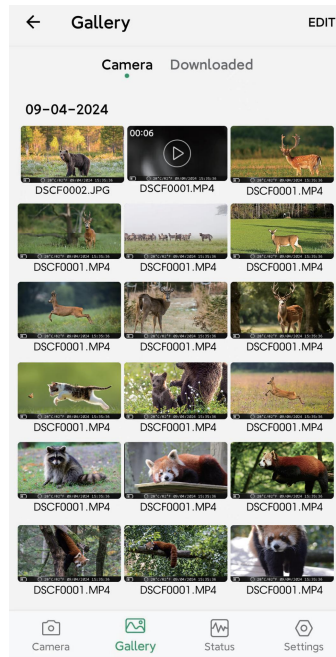 ← Gallery EDIT
Camera Downloaded
09-04-2024
00:06
DSCF0002.JPG DSCF0001.MP4 DSCF0001.MP4
DSCF0001.MP4 DSCF0001.MP4 DSCF0001.MP4
DSCF0001.MP4 DSCF0001.MP4 DSCF0001.MP4
DSCF0001.MP4 DSCF0001.MP4 DSCF0001.MP4
DSCF0001.MP4 DSCF0001.MP4 DSCF0001.MP4
DSCF0001.MP4 DSCF0001.MP4 DSCF0001.MP4
Camera Gallery Status Settings